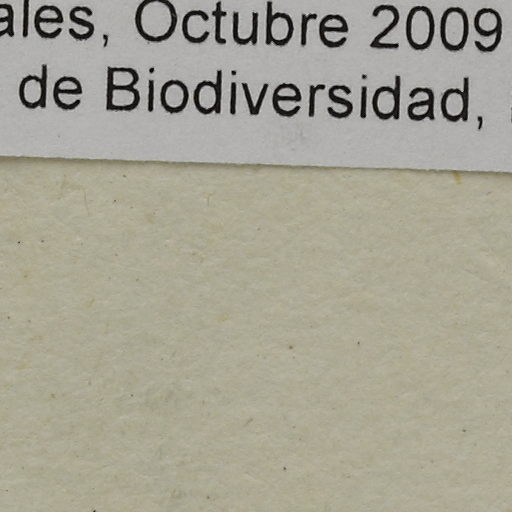 ales, Octubre 2009
de Biodiversidad,